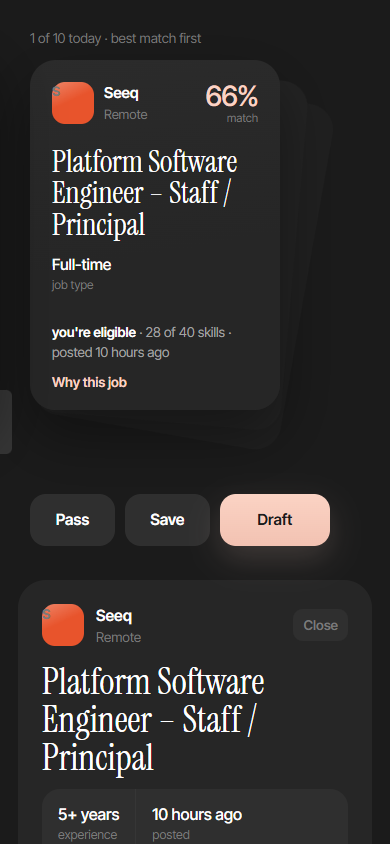 1 of 10 today · best match first
S
Seeq
Remote
66%
match
Platform Software
Engineer – Staff /
Principal
Full-time
job type
you're eligible · 28 of 40 skills ·
posted 10 hours ago
Why this job
Pass
Save
Draft
S
Seeq
Remote
Close
Platform Software
Engineer – Staff /
Principal
5+ years
experience
10 hours ago
posted